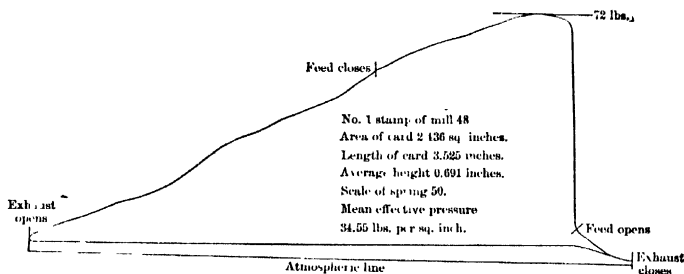 72 lbs.
Feed closes
No. 1 stamp of mill 48
Area of card 2 436 sq. inches.
Length of card 3.525 inches.
Average height 0.691 inches.
Scale of spring 50.
Mean effective pressure
34.55 lbs. per sq. inch.
Exhaust
opens
Feed opens
Exhaust
closes
Atmospheric line